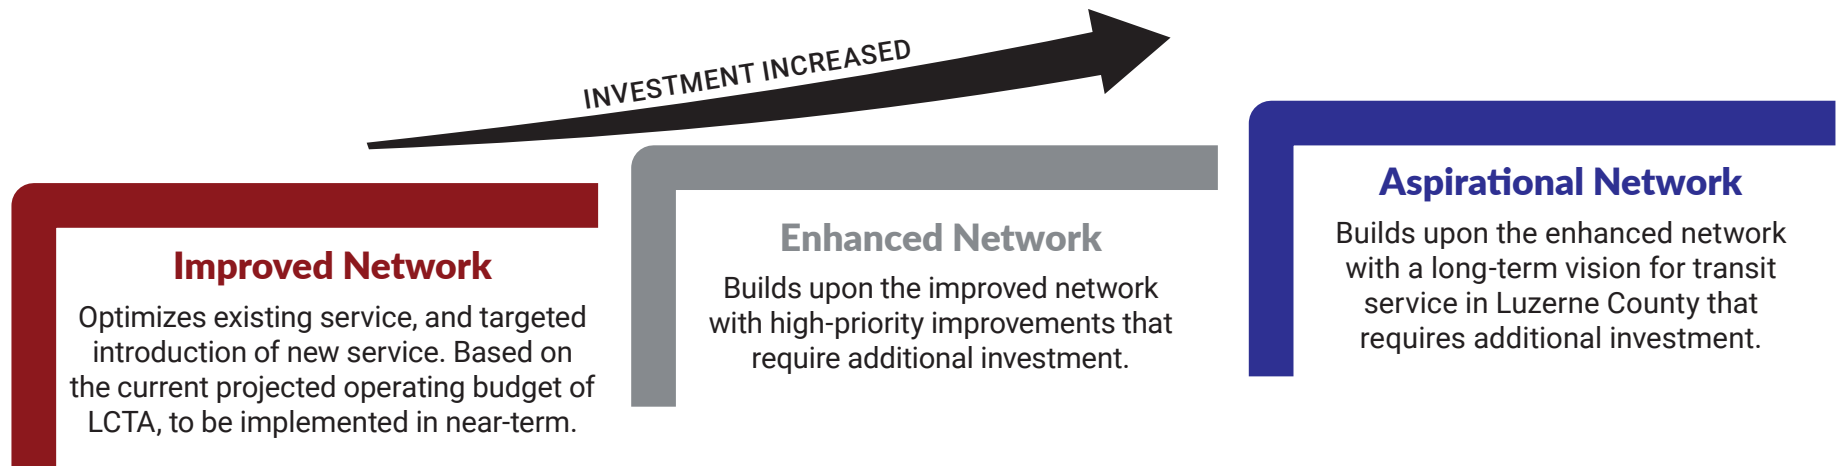 INVESTMENT INCREASED
Improved Network
Optimizes existing service, and targeted
introduction of new service. Based on
the current projected operating budget of
LCTA, to be implemented in near-term.
Enhanced Network
Builds upon the improved network
with high-priority improvements that
require additional investment.
Aspirational Network
Builds upon the enhanced network
with a long-term vision for transit
service in Luzerne County that
requires additional investment.